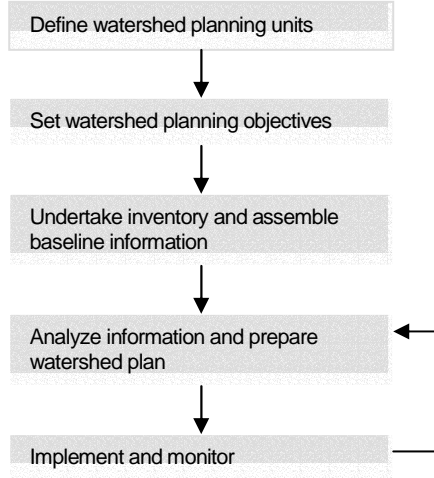 Define watershed planning units
Set watershed planning objectives
Undertake inventory and assemble
baseline information
Analyze information and prepare
watershed plan
Implement and monitor